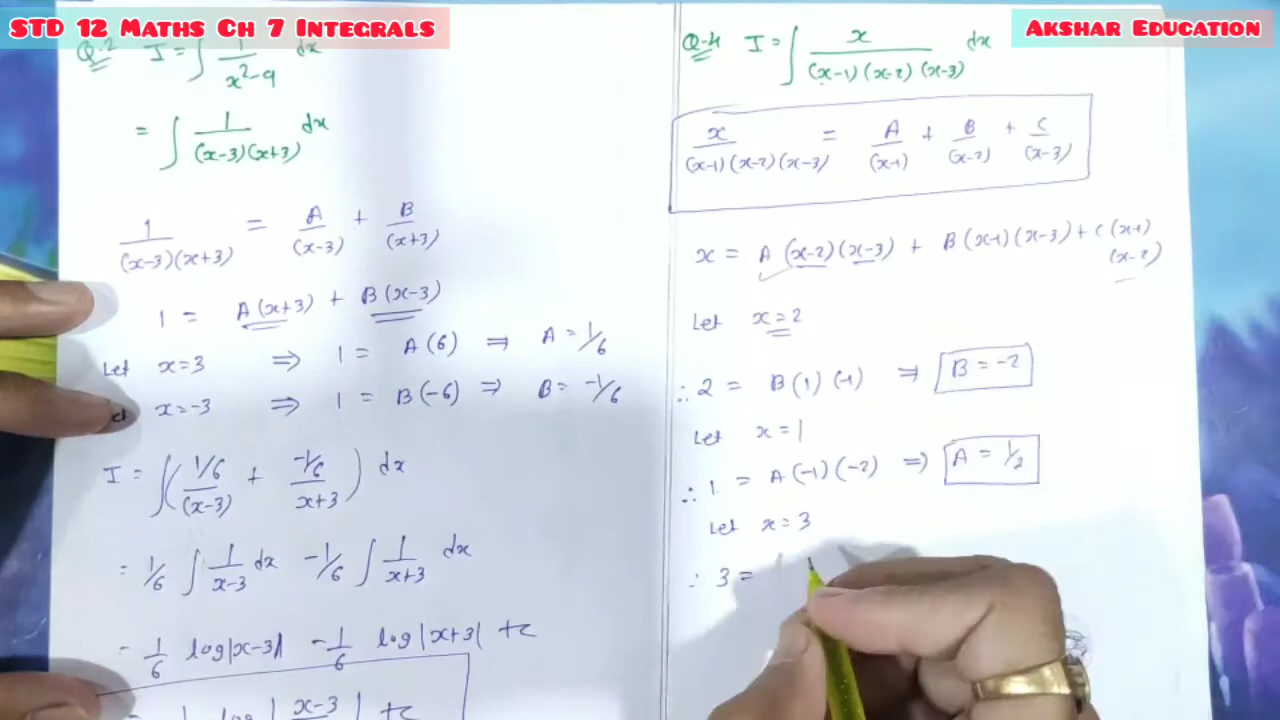 STD 12 Maths Ch 7 Integrals
Akshar Education
Q.2 I = ∫ 1/(x²-9) dx
= ∫ 1/((x-3)(x+3)) dx
1/((x-3)(x+3)) = A/(x-3) + B/(x+3)
1 = A(x+3) + B(x-3)
Let x=3 ⇒ 1 = A(6) ⇒ A = 1/6
x=-3 ⇒ 1 = B(-6) ⇒ B = -1/6
I = ∫((1/6)/(x-3) + (-1/6)/(x+3)) dx
= 1/6 ∫ 1/(x-3) dx -1/6 ∫ 1/(x+3) dx
= 1/6 log|x-3| - 1/6 log|x+3| + c
log | x-3 | + c
Q.4 I = ∫ x/((x-1)(x-2)(x-3)) dx
x/((x-1)(x-2)(x-3)) = A/(x-1) + B/(x-2) + C/(x-3)
x = A(x-2)(x-3) + B(x-1)(x-3) + C(x-1)
(x-2)
Let x=2
∴ 2 = B(1)(-1) ⇒ B = -2
Let x=1
∴ 1 = A(-1)(-2) ⇒ A = 1/2
Let x=3
∴ 3 =